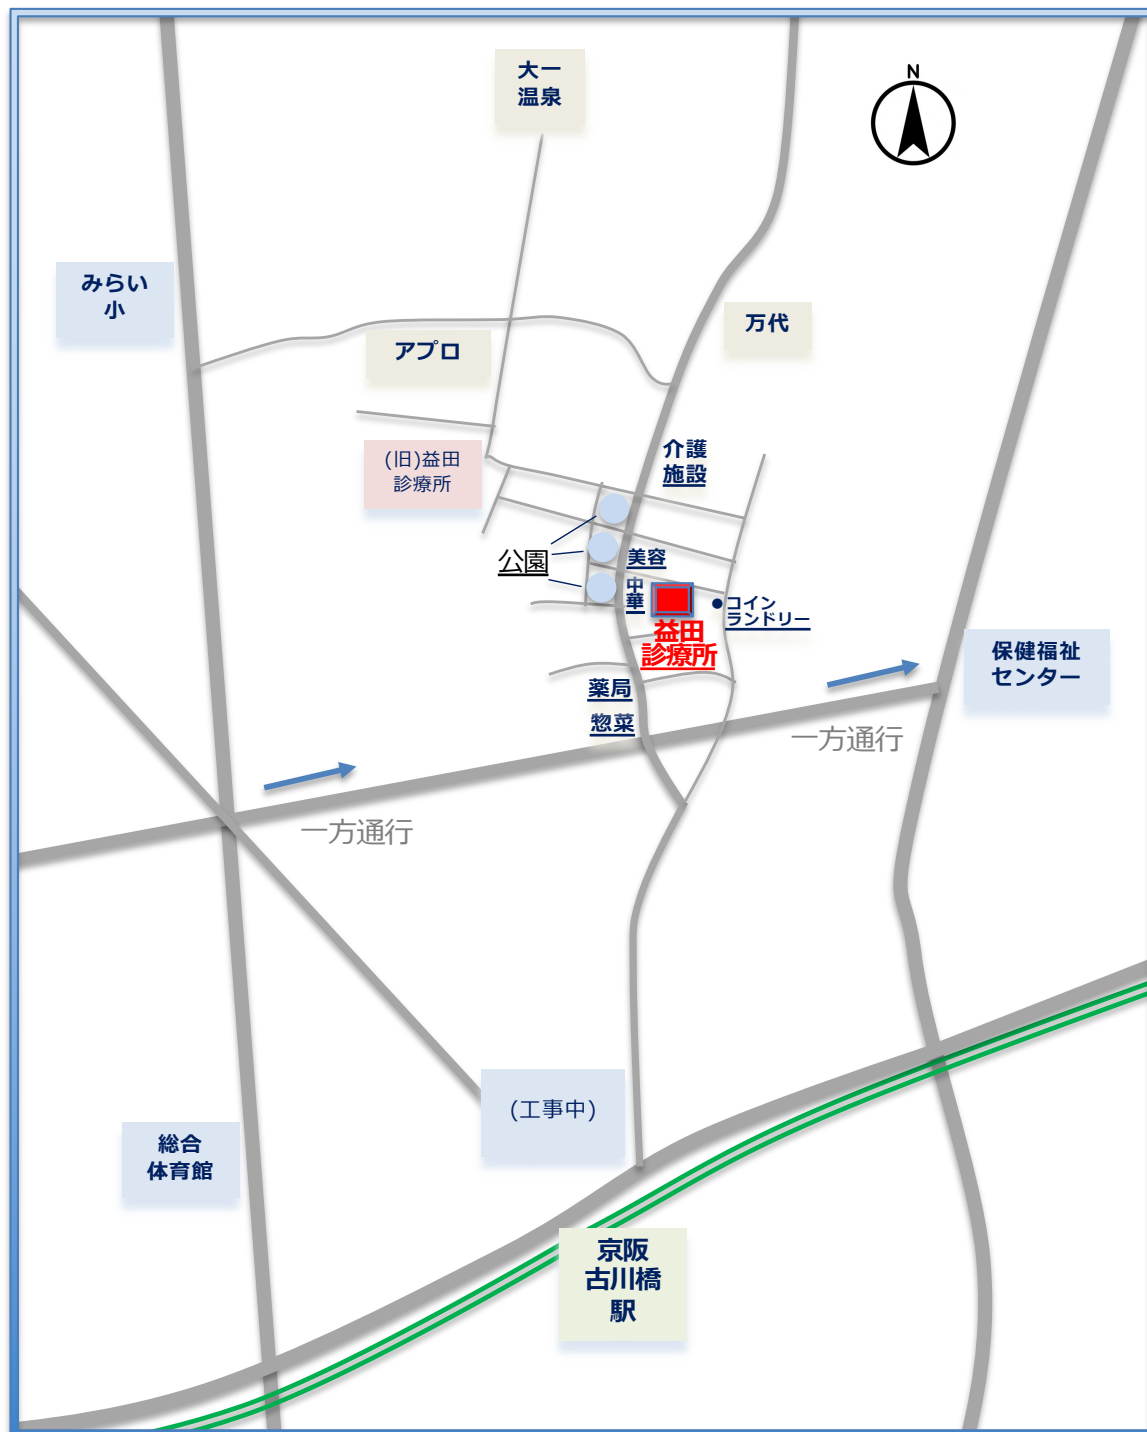 大一
温泉
N
みらい
小
万代
アプロ
介護
施設
(旧)益田
診療所
公園
美容
中
華
コイン
ランドリー
益田
診療所
保健福祉
センター
薬局
惣菜
一方通行
一方通行
(工事中)
総合
体育館
京阪
古川橋
駅